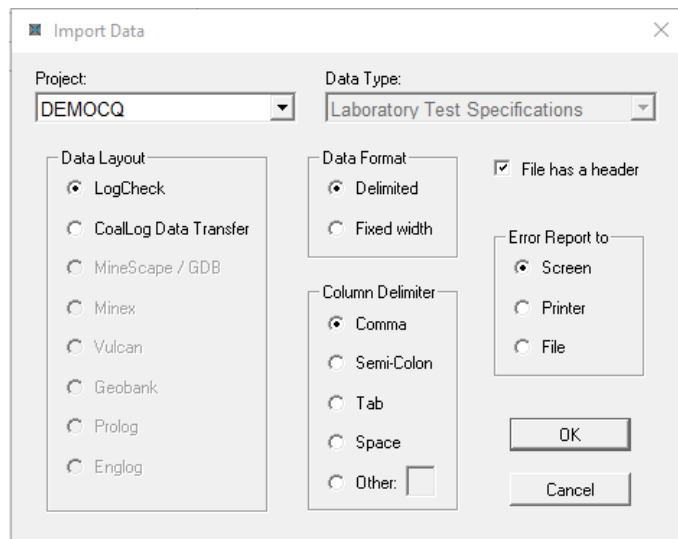 Import Data
Project:
Data Type:
DEMOCQ
Laboratory Test Specifications
Data Layout
LogCheck
CoalLog Data Transfer
MineScape / GDB
Minex
Vulcan
Geobank
Prolog
Englog
Data Format
Delimited
Fixed width
Column Delimiter
Comma
Semi-Colon
Tab
Space
Other:
File has a header
Error Report to
Screen
Printer
File
OK
Cancel